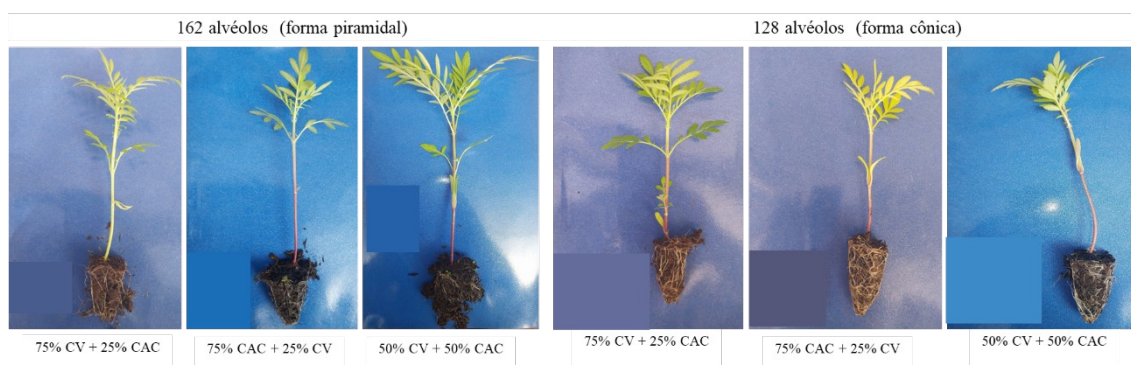 162 alvéolos (forma piramidal)
128 alvéolos (forma cônica)
75% CV + 25% CAC
75% CAC + 25% CV
50% CV + 50% CAC
75% CV + 25% CAC
75% CAC + 25% CV
50% CV + 50% CAC